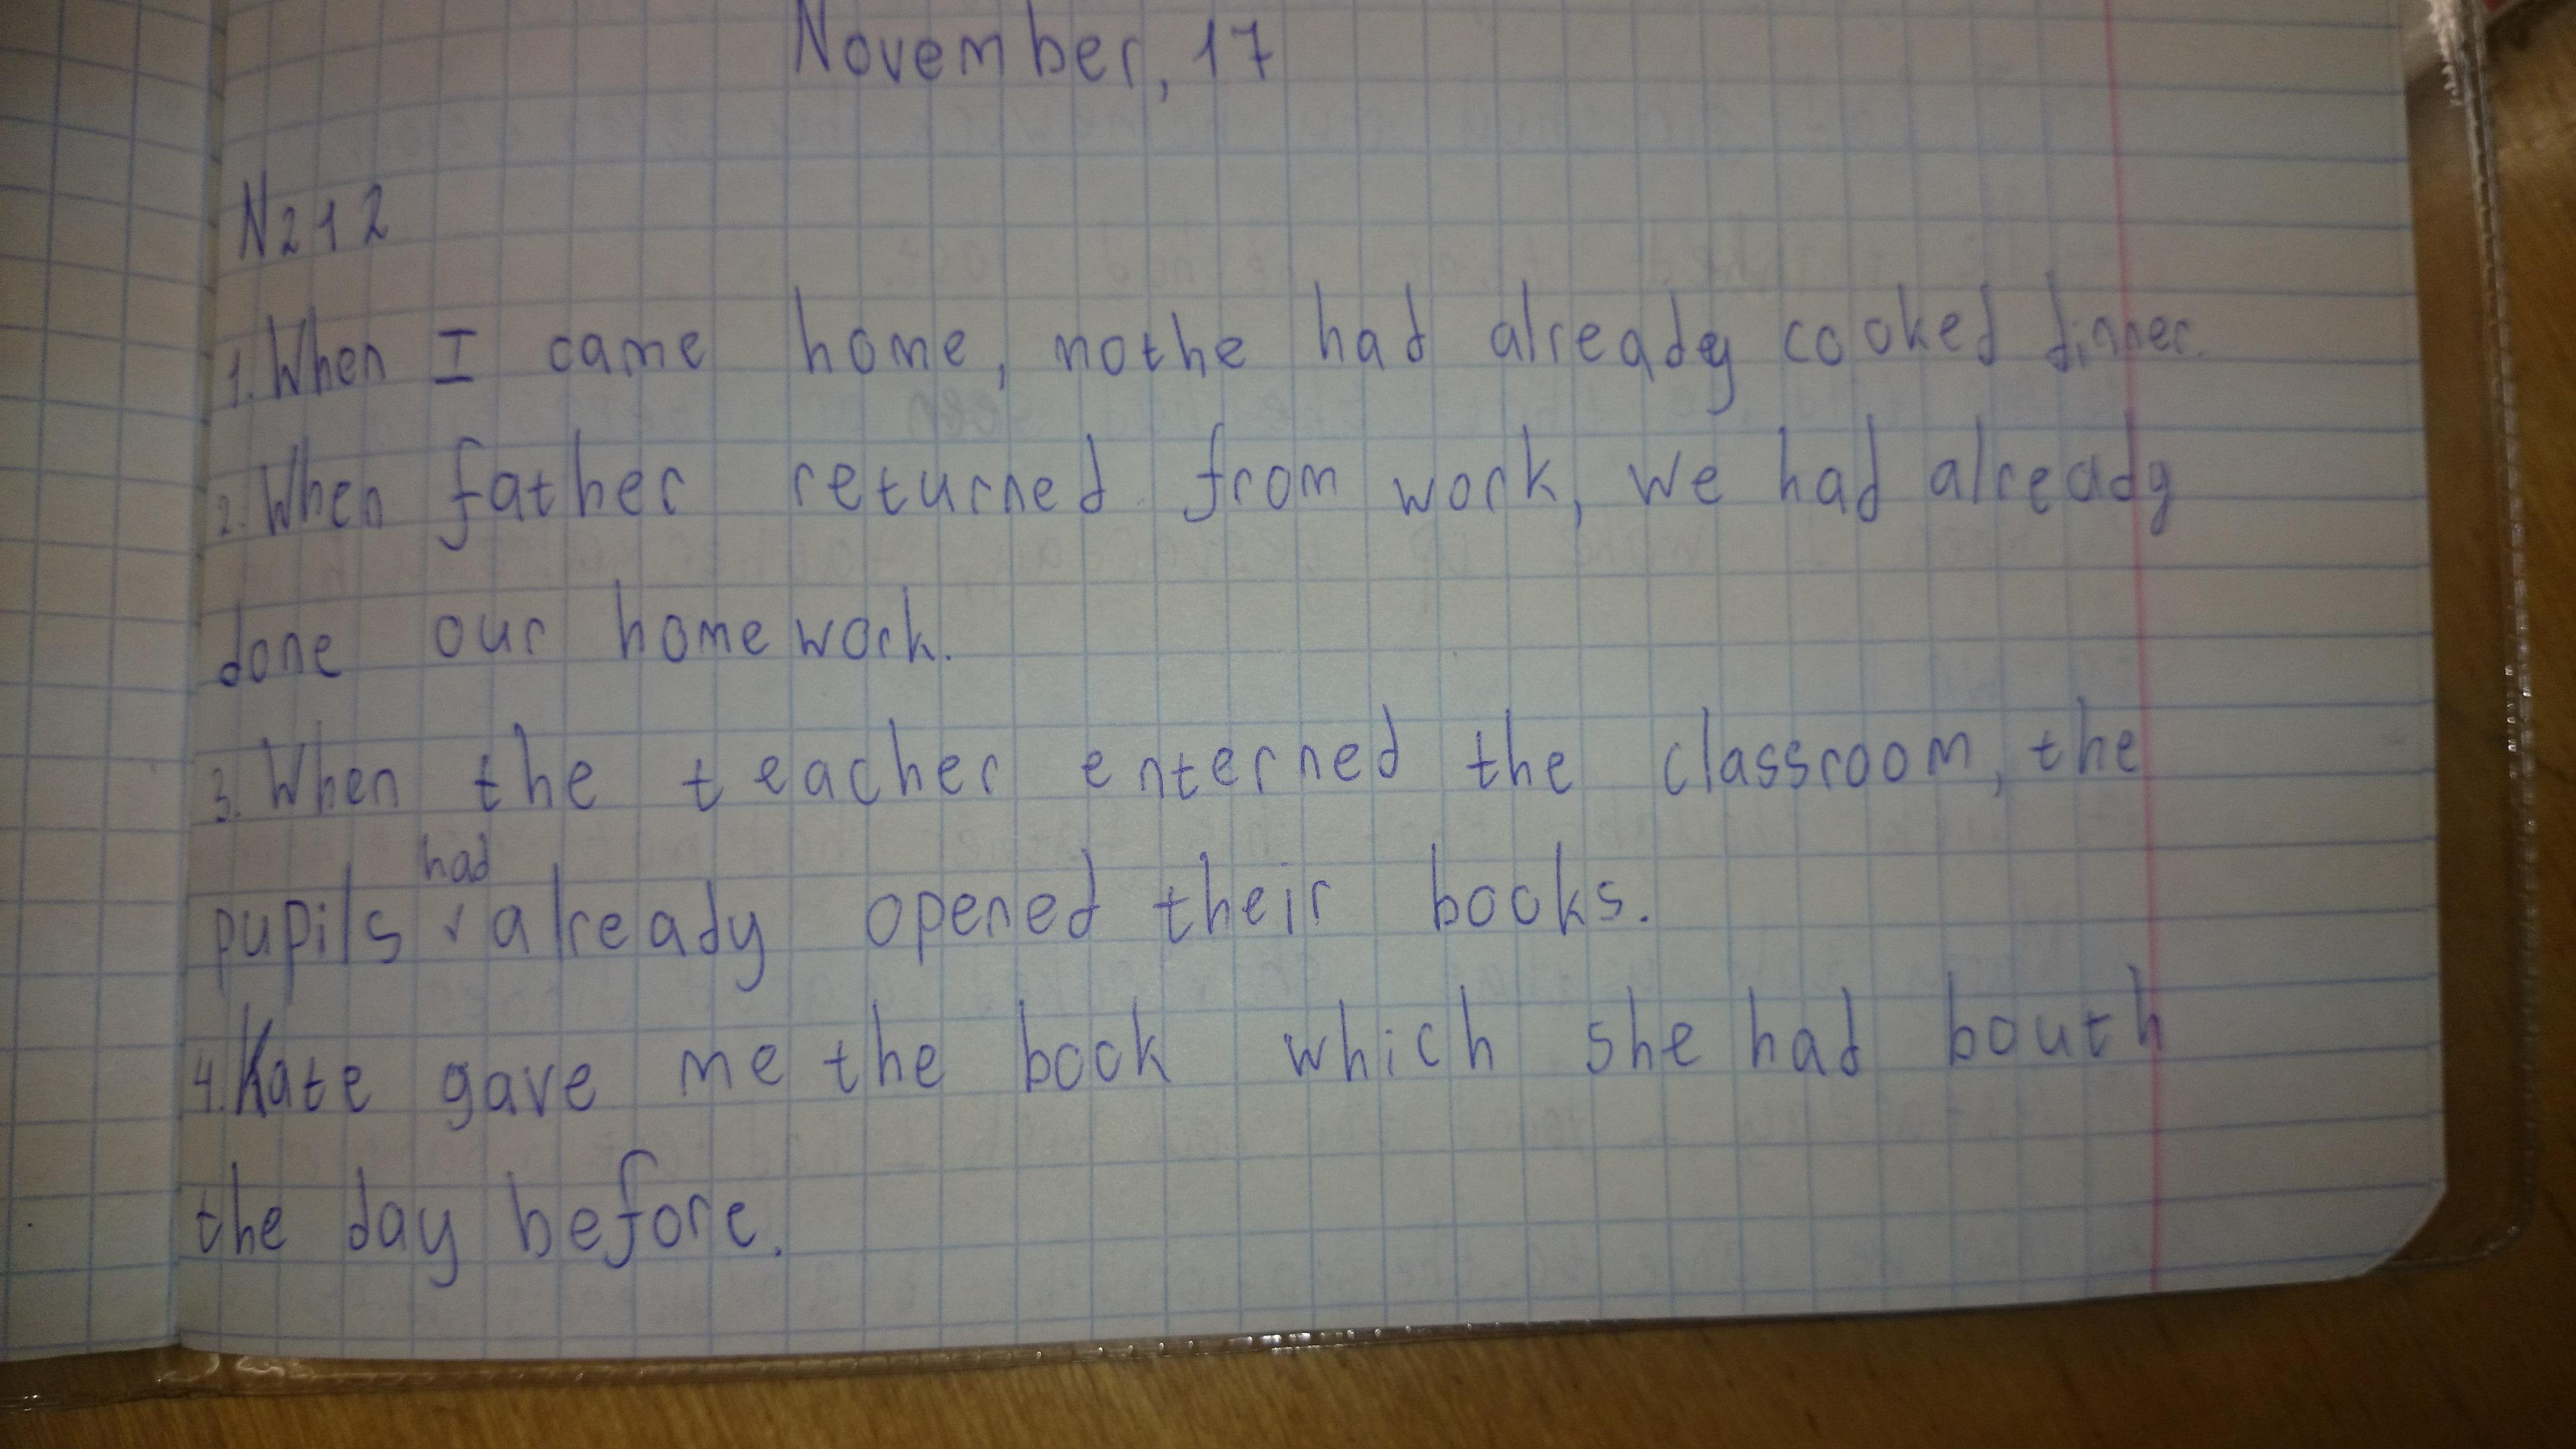 November, 17
N212
1. When I came home, nothe had already cooked dinner.
2. When father returned from work, we had already
done our homework.
3. When the teacher enterned the classroom, the
had
pupils v already opened their books.
4. Kate gave me the book which she had bouth
the day before.